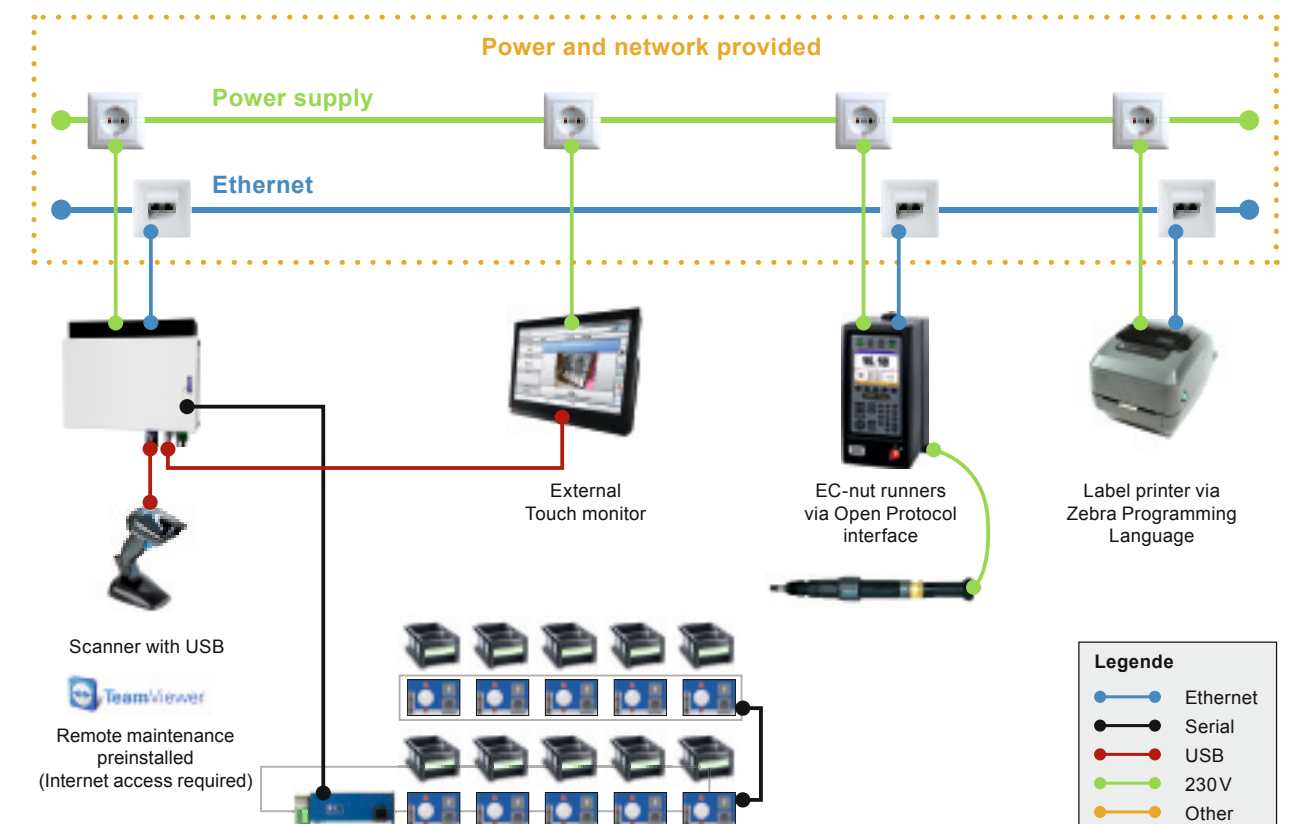 Power and network provided
Power supply
Ethernet
External
Touch monitor
EC-nut runners
via Open Protocol
interface
Label printer via
Zebra Programming
Language
Scanner with USB
TeamViewer
Remote maintenance
preinstalled
(Internet access required)
Legende
Ethernet
Serial
USB
230 V
Other